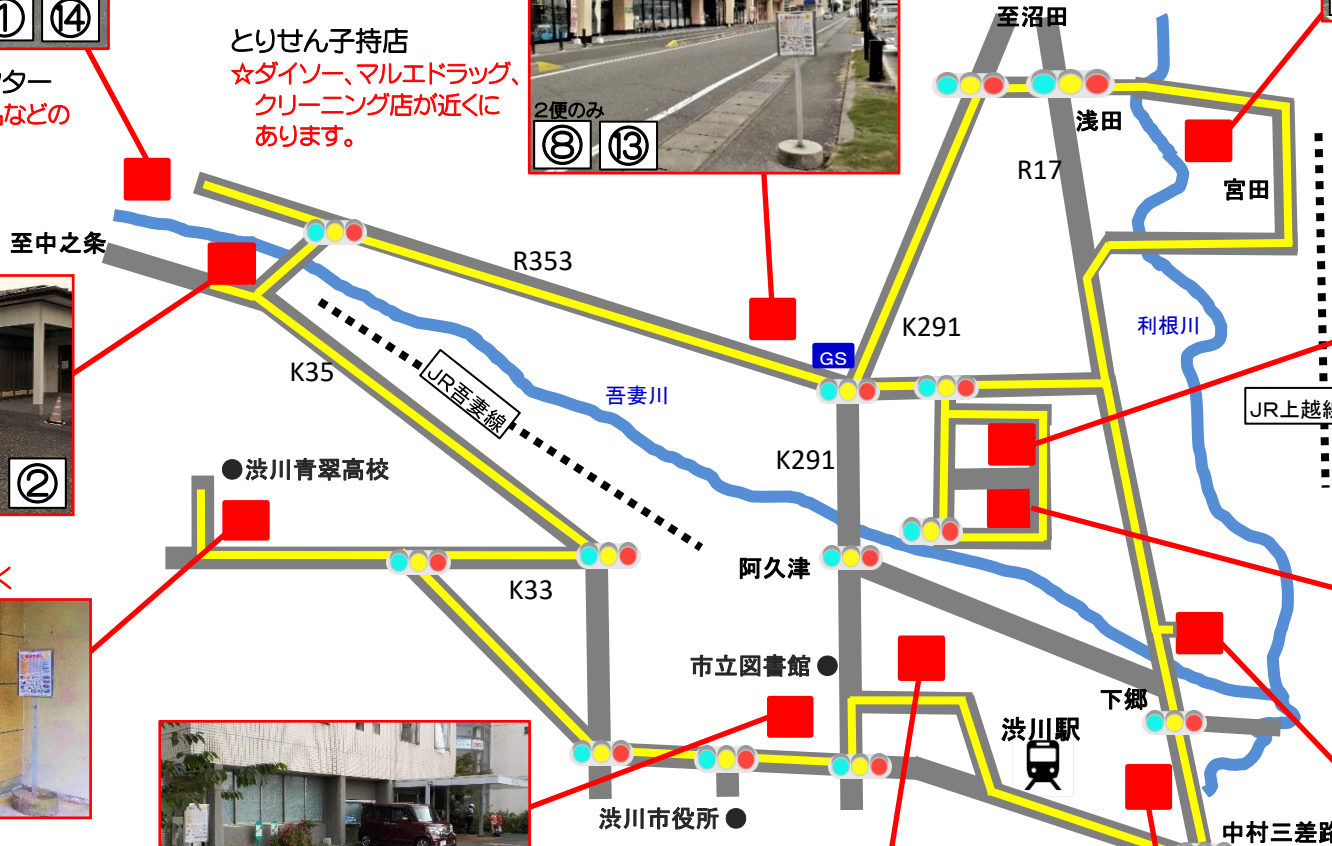 ① ⑭
とりせん子持店
☆ダイソー、マルエドラッグ、
クリーニング店が近くに
あります。
ター
などの
2便のみ
⑧ ⑬
至沼田
浅田
R17
宮田
至中之条
R353
K291
利根川
GS
K35
JR吾妻線
吾妻川
JR上越線
②
●渋川青翠高校
K291
く
K33
阿久津
市立図書館●
下郷
渋川駅
渋川市役所●
中村三差路